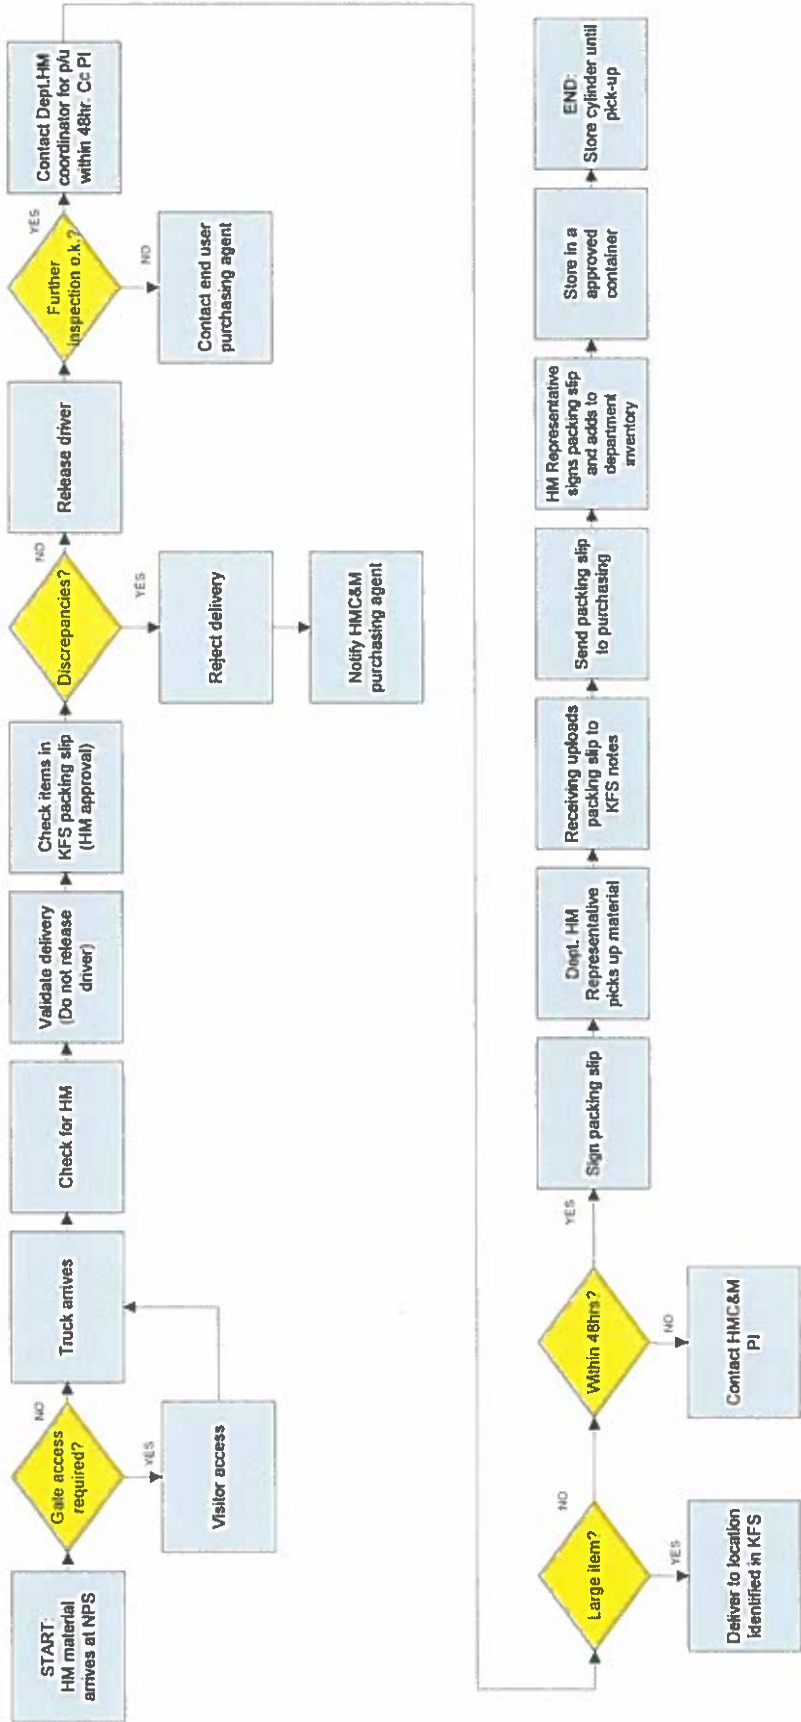 START:
HM material
arrives at NPS
Gate access
required?
NO
YES
Visitor access
Truck arrives
Check for HM
Validate delivery
(Do not release
driver)
Check items in
KFS packing slip
(HM approval)
Discrepancies?
NO
YES
Reject delivery
Notify HMC&M
purchasing agent
Release driver
Further
inspection o.k.?
YES
NO
Contact end user
purchasing agent
Contact Dept.HM
coordinator for p/u
within 48hr. Cc PI
Large item?
NO
YES
Deliver to location
identified in KFS
Within 48hrs?
YES
NO
Contact HMC&M
PI
Sign packing slip
Dept. HM
Representative
picks up material
Receiving uploads
packing slip to
KFS notes
Send packing slip
to purchasing
HM Representative
signs packing slip
and adds to
department
inventory
Store in a
approved
container
END:
Store cylinder until
pick-up